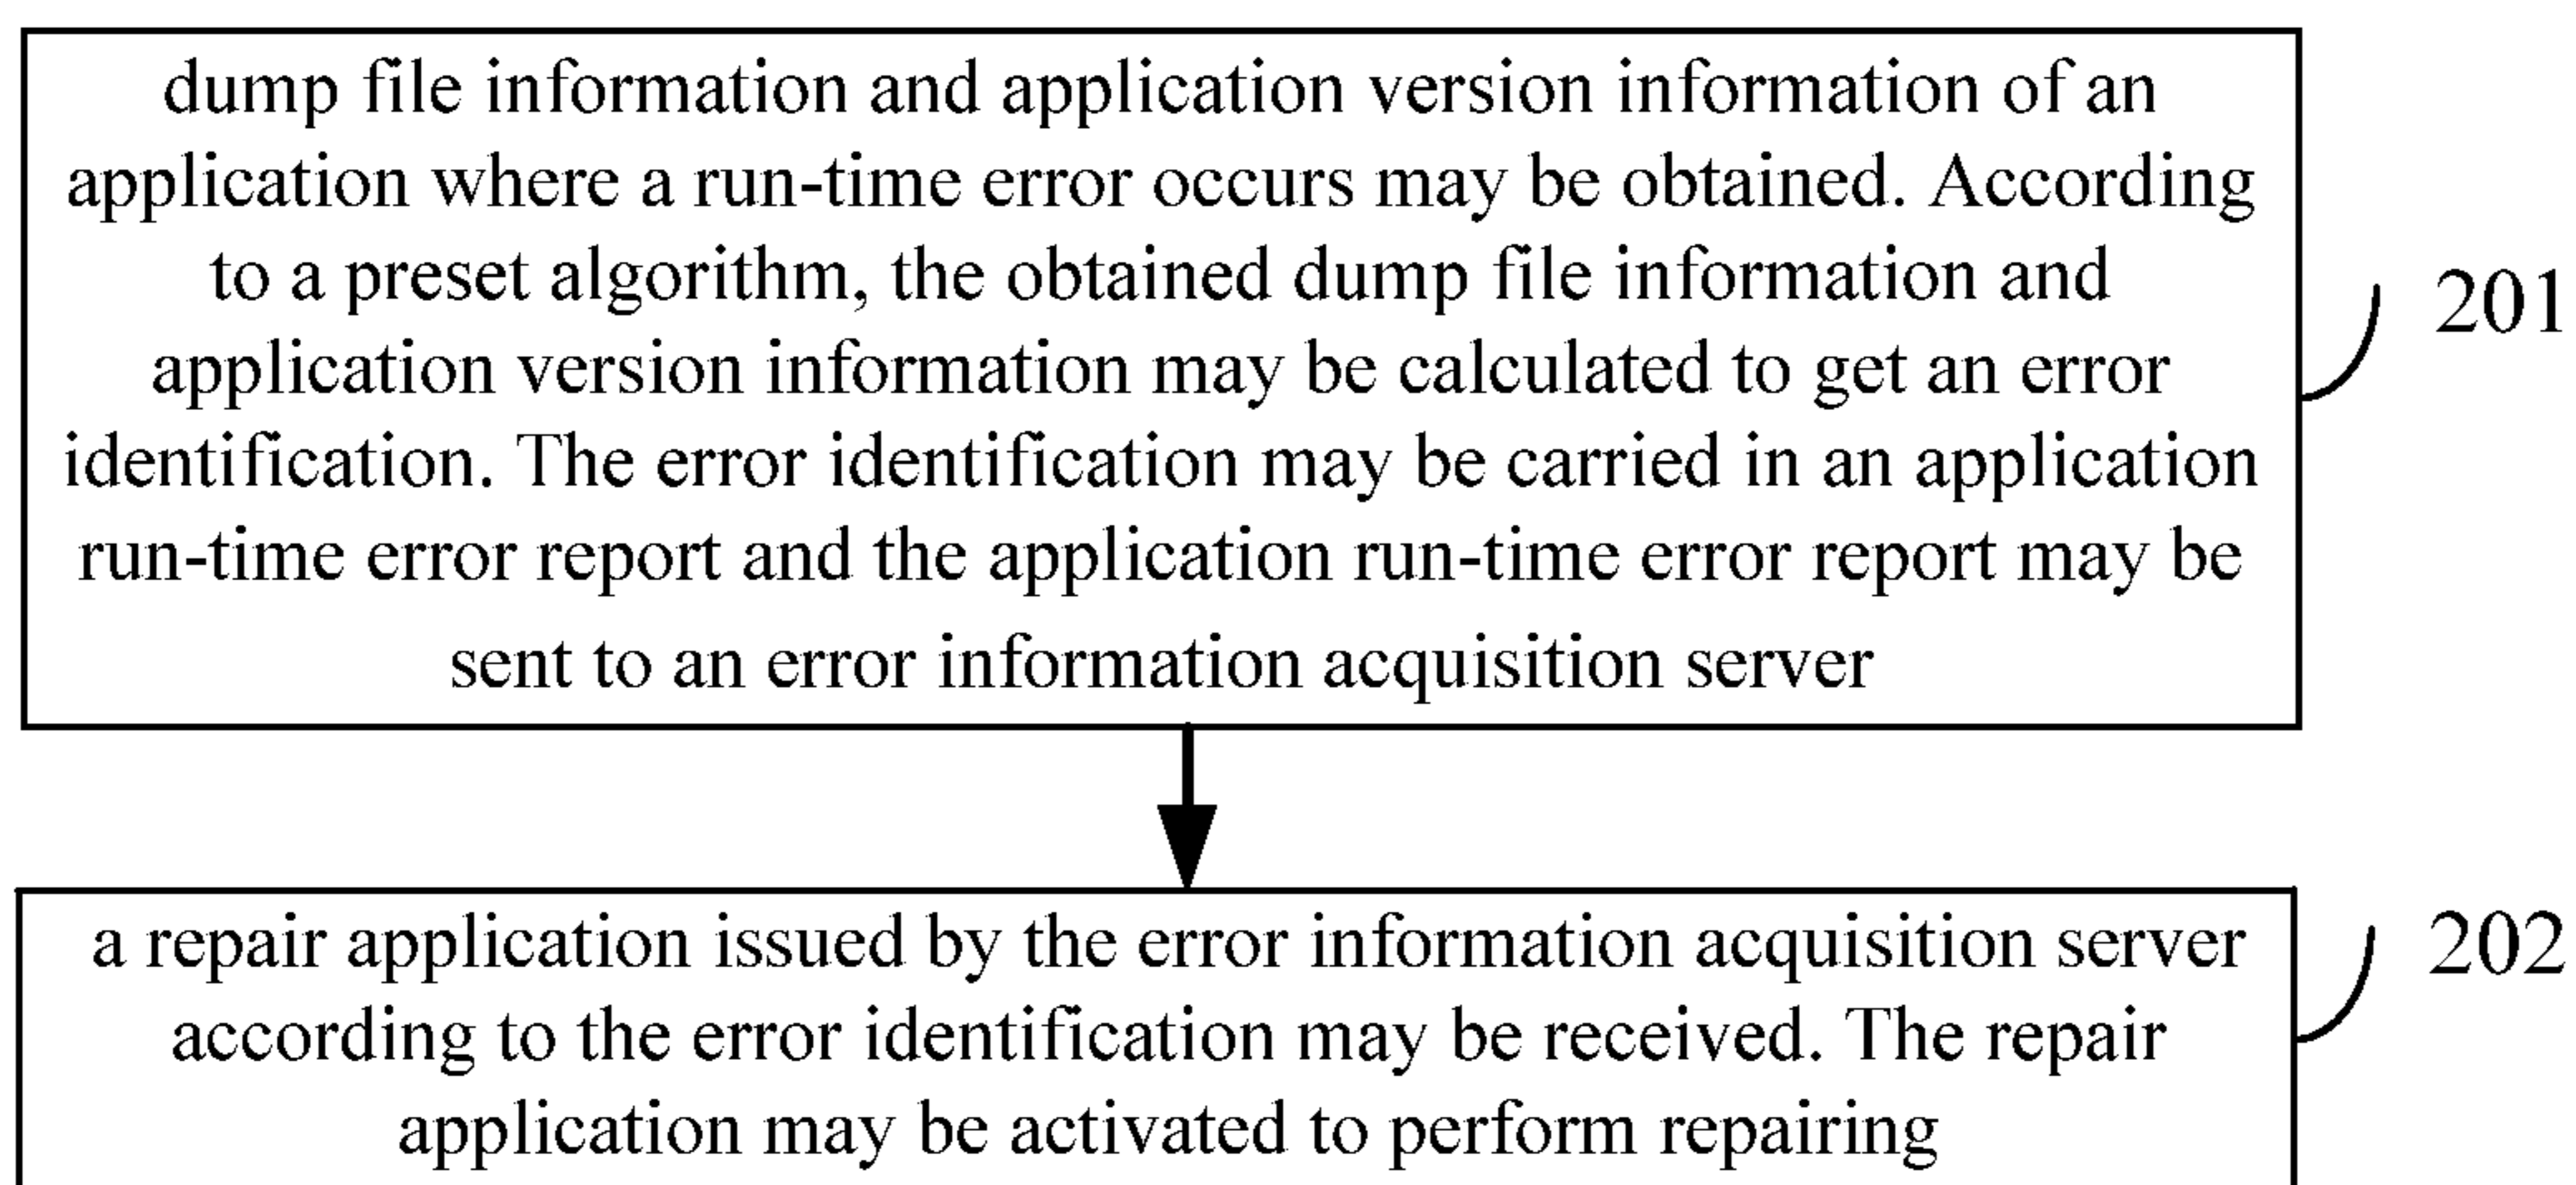 dump file information and application version information of an
application where a run-time error occurs may be obtained. According
to a preset algorithm, the obtained dump file information and
application version information may be calculated to get an error
identification. The error identification may be carried in an application
run-time error report and the application run-time error report may be
sent to an error information acquisition server
201
a repair application issued by the error information acquisition server
according to the error identification may be received. The repair
application may be activated to perform repairing
202